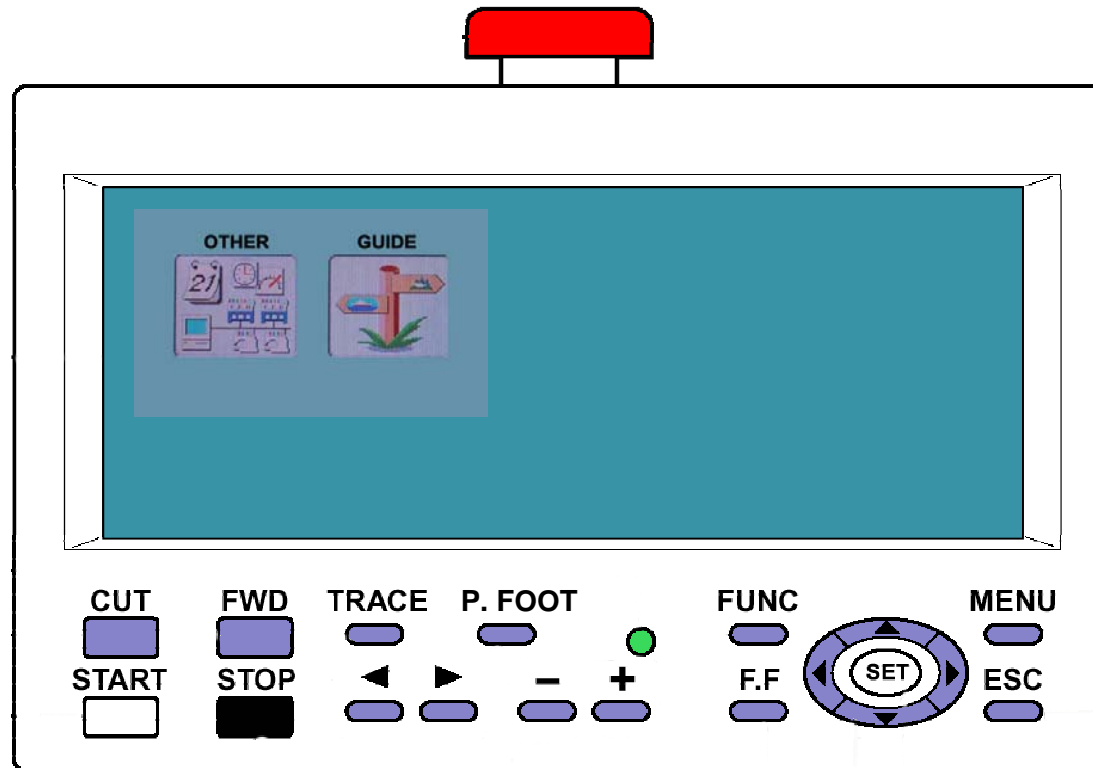 OTHER GUIDE
21
CUT FWD TRACE P. FOOT FUNC MENU
START STOP - + F.F SET ESC